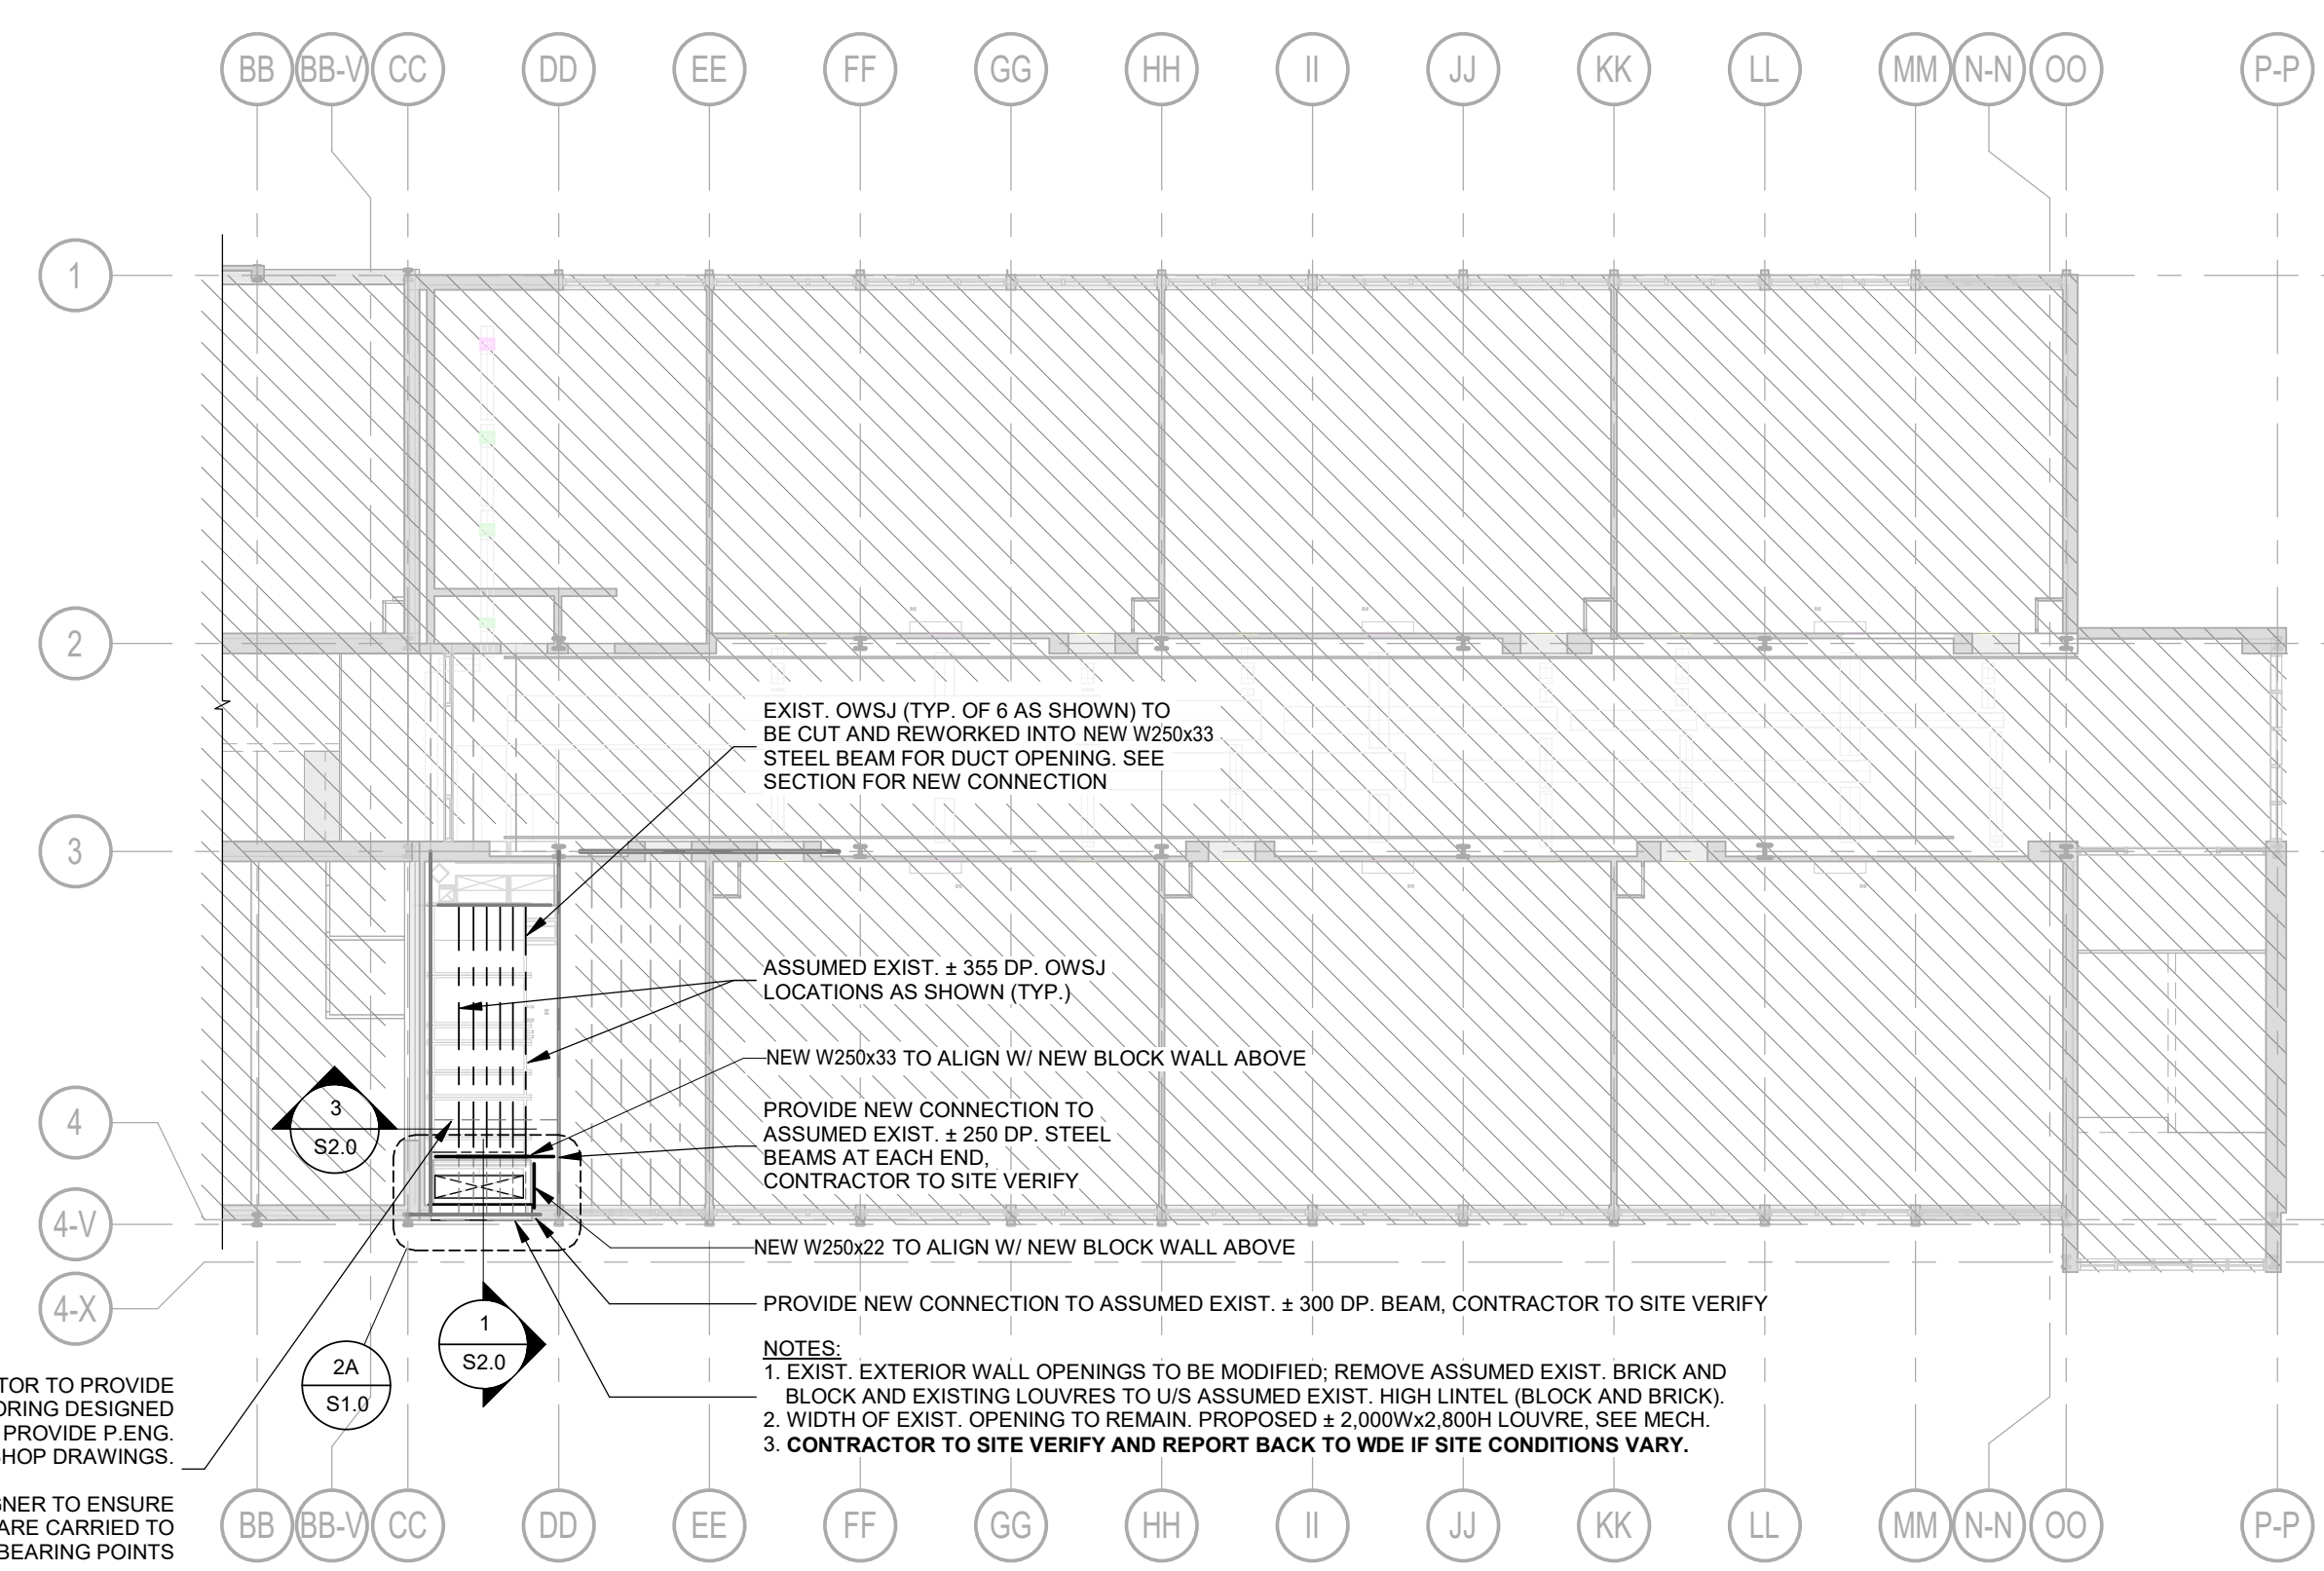 BB BB-V CC DD EE FF GG HH II JJ KK LL MM N-N OO P-P
1
2
EXIST. OWSJ (TYP. OF 6 AS SHOWN) TO
BE CUT AND REWORKED INTO NEW W250x33
STEEL BEAM FOR DUCT OPENING. SEE
SECTION FOR NEW CONNECTION
3
ASSUMED EXIST. ± 355 DP. OWSJ
LOCATIONS AS SHOWN (TYP.)
NEW W250x33 TO ALIGN W/ NEW BLOCK WALL ABOVE
3
S2.0
4
PROVIDE NEW CONNECTION TO
ASSUMED EXIST. ± 250 DP. STEEL
BEAMS AT EACH END,
CONTRACTOR TO SITE VERIFY
4-V
NEW W250x22 TO ALIGN W/ NEW BLOCK WALL ABOVE
4-X
PROVIDE NEW CONNECTION TO ASSUMED EXIST. ± 300 DP. BEAM, CONTRACTOR TO SITE VERIFY
1
S2.0
2A
S1.0
NOTES:
1. EXIST. EXTERIOR WALL OPENINGS TO BE MODIFIED; REMOVE ASSUMED EXIST. BRICK AND
BLOCK AND EXISTING LOUVRES TO U/S ASSUMED EXIST. HIGH LINTEL (BLOCK AND BRICK).
2. WIDTH OF EXIST. OPENING TO REMAIN. PROPOSED ± 2,000Wx2,800H LOUVRE, SEE MECH.
3. CONTRACTOR TO SITE VERIFY AND REPORT BACK TO WDE IF SITE CONDITIONS VARY.
TOR TO PROVIDE
ORING DESIGNED
PROVIDE P.ENG.
HOP DRAWINGS.
NER TO ENSURE
ARE CARRIED TO
BEARING POINTS
BB BB-V CC DD EE FF GG HH II JJ KK LL MM N-N OO P-P